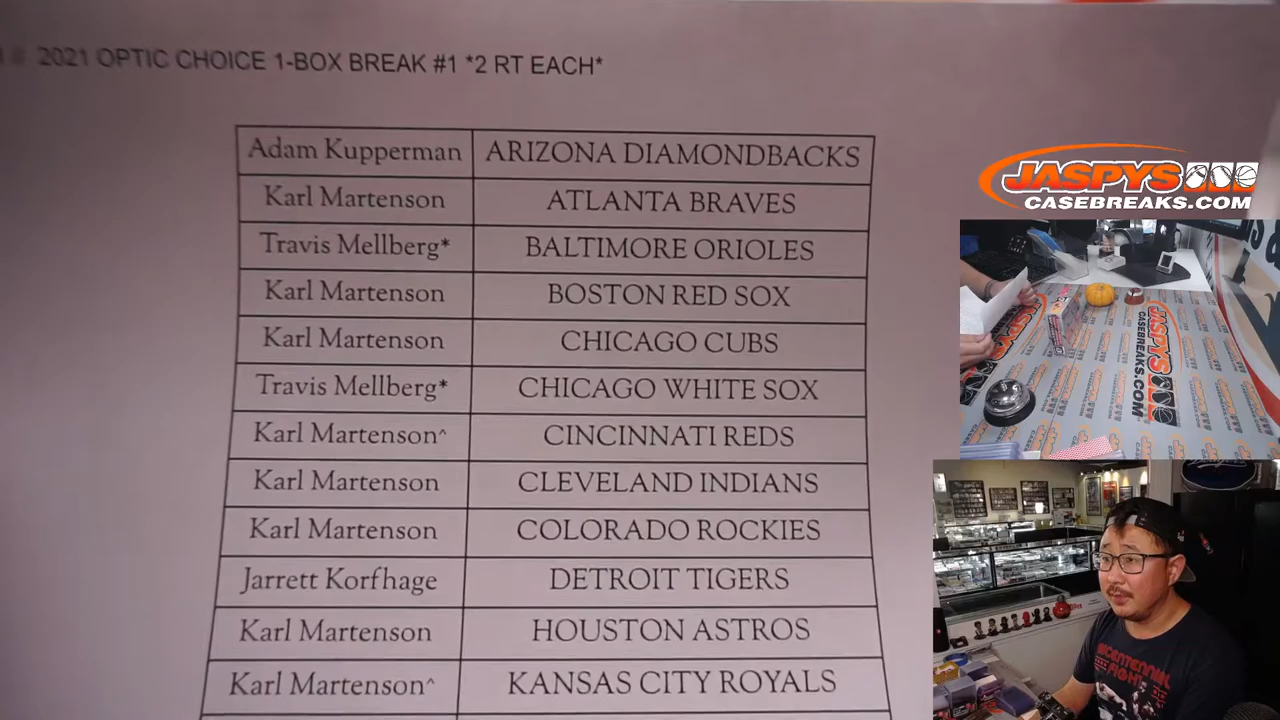 2021 OPTIC CHOICE 1-BOX BREAK #1 *2 RT EACH*
Adam Kupperman ARIZONA DIAMONDBACKS
Karl Martenson ATLANTA BRAVES
Travis Mellberg* BALTIMORE ORIOLES
Karl Martenson BOSTON RED SOX
Karl Martenson CHICAGO CUBS
Travis Mellberg* CHICAGO WHITE SOX
Karl Martenson^ CINCINNATI REDS
Karl Martenson CLEVELAND INDIANS
Karl Martenson COLORADO ROCKIES
Jarrett Korfhage DETROIT TIGERS
Karl Martenson HOUSTON ASTROS
Karl Martenson^ KANSAS CITY ROYALS
JASPYS
CASEBREAKS.COM
JASPYS
CASEBREAKS.COM